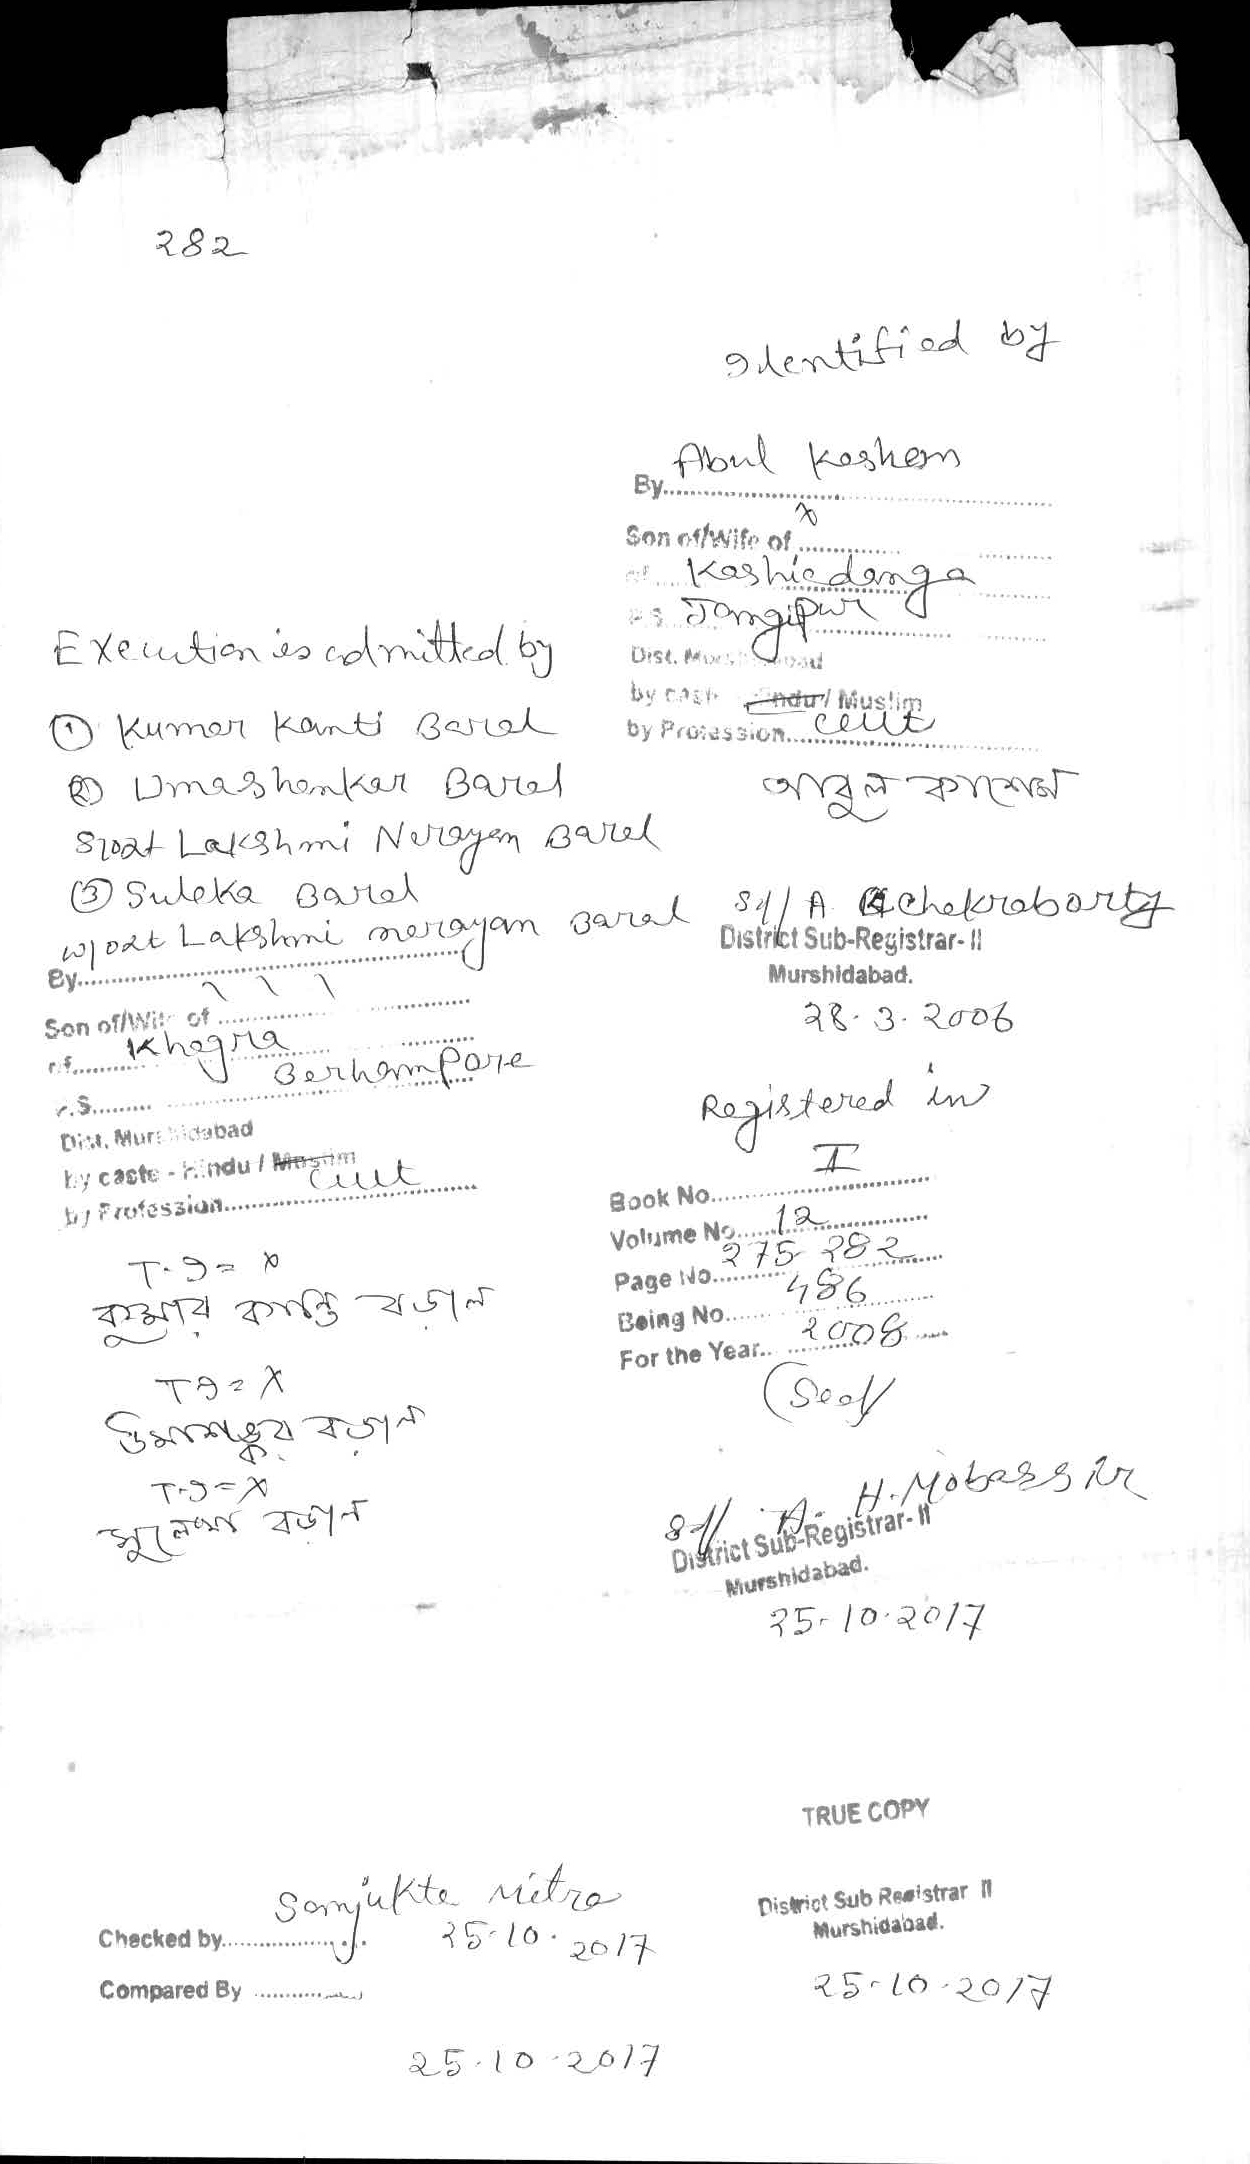 282
Identified by
Abul Kashem
By
Son of/Wife of x
of Kashiadanga
P.S. Jangipur
Dist. Murshidabad
by caste Hindu / Muslim
by Profession cult
আবুল কাশেম
Sd/ A Chakraborty
District Sub-Registrar- II
Murshidabad.
28.3.2006
Execution is admitted by
① Kumar Kanti Baral
② Umashankar Baral
S/o Lakshmi Narayan Baral
③ Suleka Baral
w/o Lakshmi narayan Baral
By
Son of/Wife of
of Khagra
P.S. Berhampore
Dist. Murshidabad
by caste - Hindu / Muslim
by Profession cult
T.I = x
কুমার কান্তি বড়াল
T I = x
উমাশঙ্কর বড়াল
T.I = x
সুলেখা বড়াল
Registered in
Book No. I
Volume No. 12
Page No. 275-282
Being No. 486
For the Year. 2008
(Seal)
Sd/ A. H. Mobassir
District Sub-Registrar- II
Murshidabad.
25-10-2017
TRUE COPY
District Sub Registrar II
Murshidabad.
25-10-2017
Sanjukta Mitra
Checked by 25-10-2017
Compared By
25-10-2017